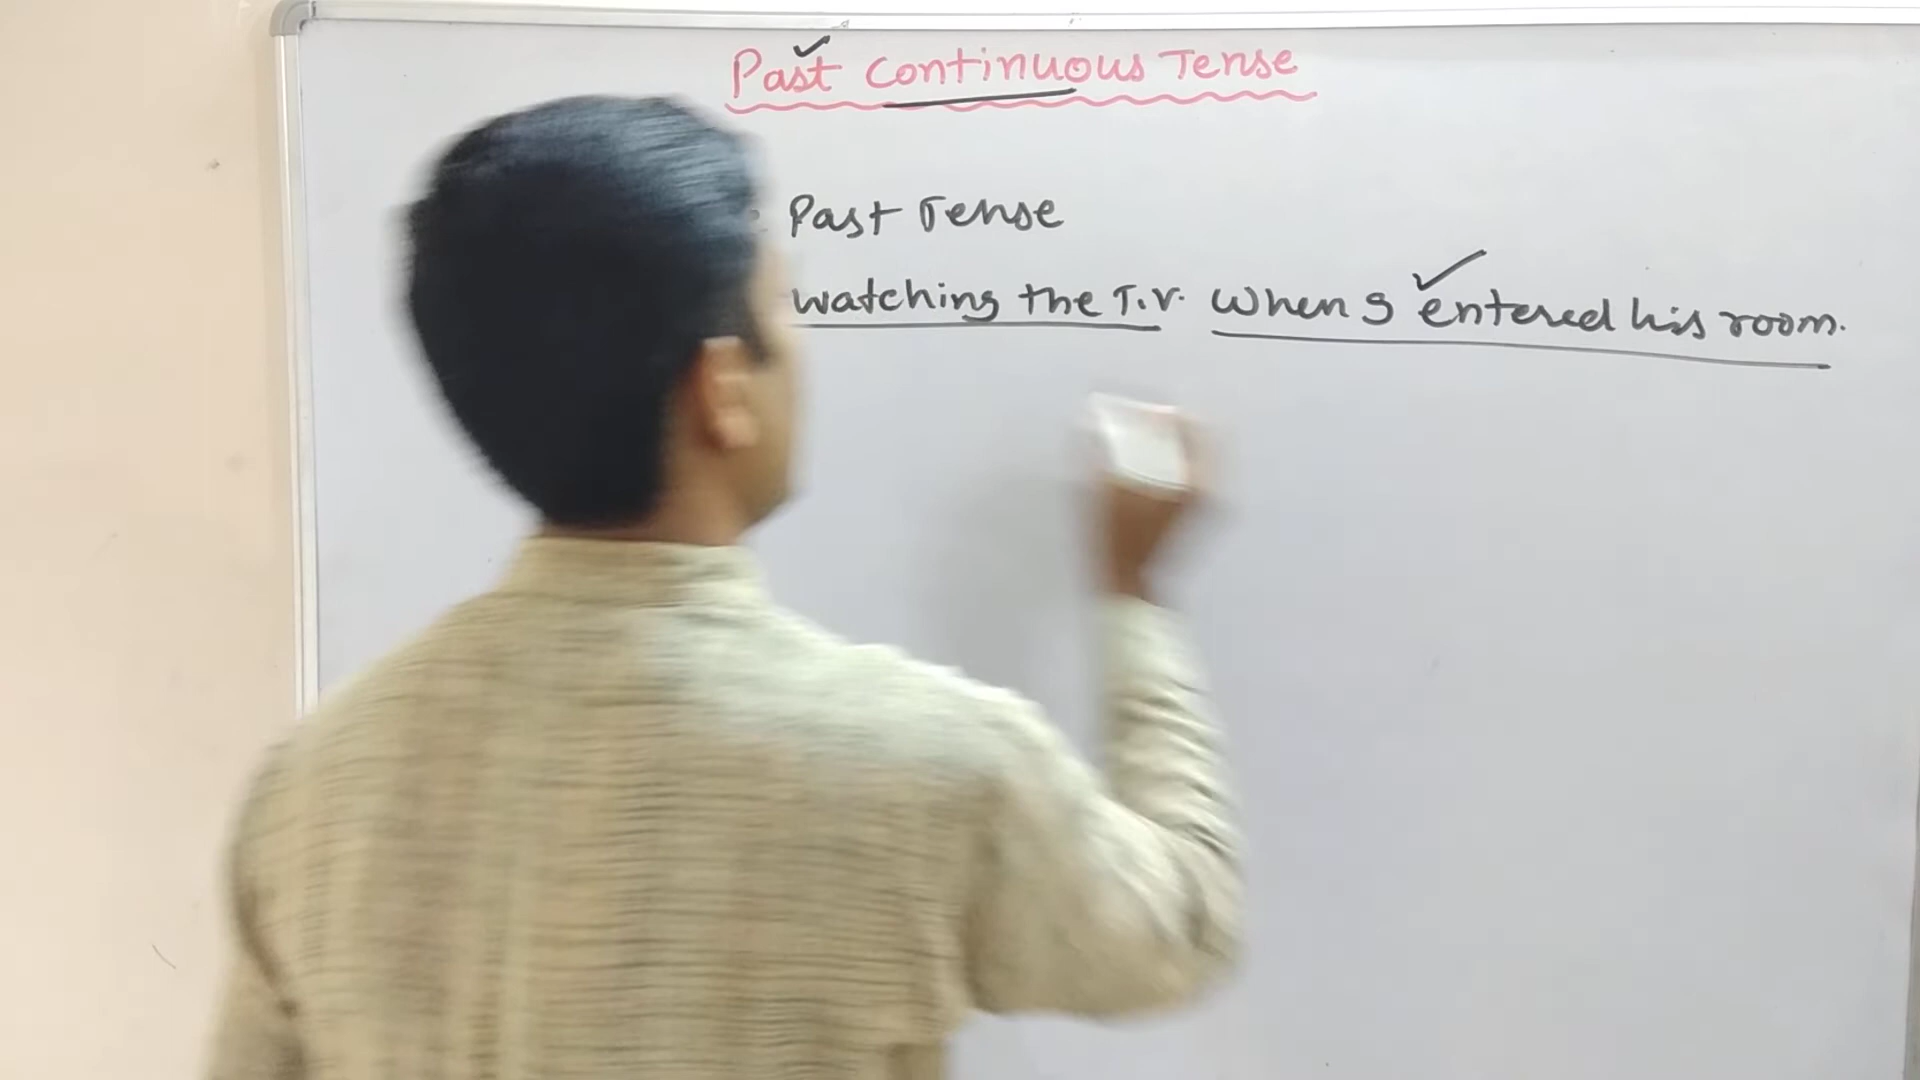 Past Continuous Tense
: Past Tense
watching the T.V. when I entered his room.